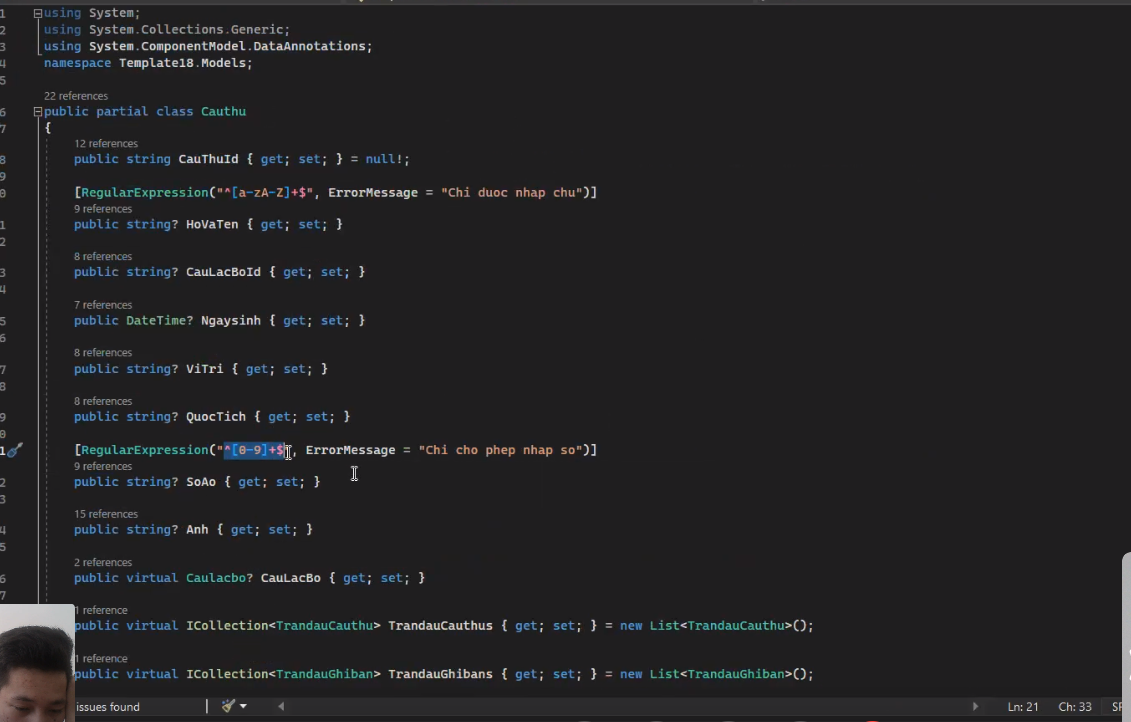 1 using System;
2 using System.Collections.Generic;
3 using System.ComponentModel.DataAnnotations;
4 namespace Template18.Models;
5
22 references
6 public partial class Cauthu
7 {
12 references
8 public string CauThuId { get; set; } = null!;
9
0 [RegularExpression("^[a-zA-Z]+$", ErrorMessage = "Chi duoc nhap chu")]
9 references
1 public string? HoVaTen { get; set; }
2
8 references
3 public string? CauLacBoId { get; set; }
4
7 references
5 public DateTime? Ngaysinh { get; set; }
6
8 references
7 public string? ViTri { get; set; }
8
8 references
9 public string? QuocTich { get; set; }
0
1 [RegularExpression("^[0-9]+$", ErrorMessage = "Chi cho phep nhap so")]
9 references
2 public string? SoAo { get; set; }
3
15 references
4 public string? Anh { get; set; }
5
2 references
6 public virtual Caulacbo? CauLacBo { get; set; }
7
1 reference
public virtual ICollection<TrandauCauthu> TrandauCauthus { get; set; } = new List<TrandauCauthu>();
1 reference
public virtual ICollection<TrandauGhiban> TrandauGhibans { get; set; } = new List<TrandauGhiban>();
issues found Ln: 21 Ch: 33